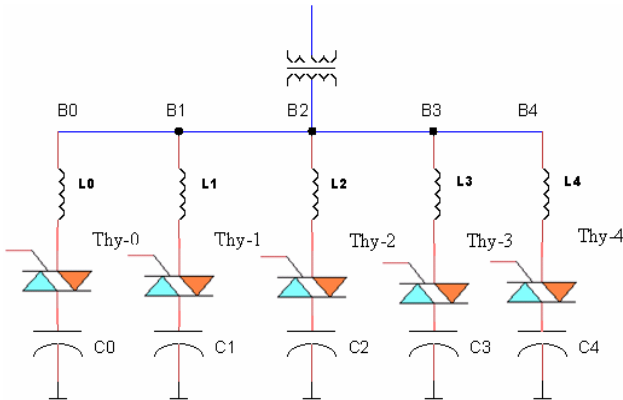 B0 B1 B2 B3 B4
L0 L1 L2 L3 L4
Thy-0 Thy-1 Thy-2 Thy-3 Thy-4
C0 C1 C2 C3 C4